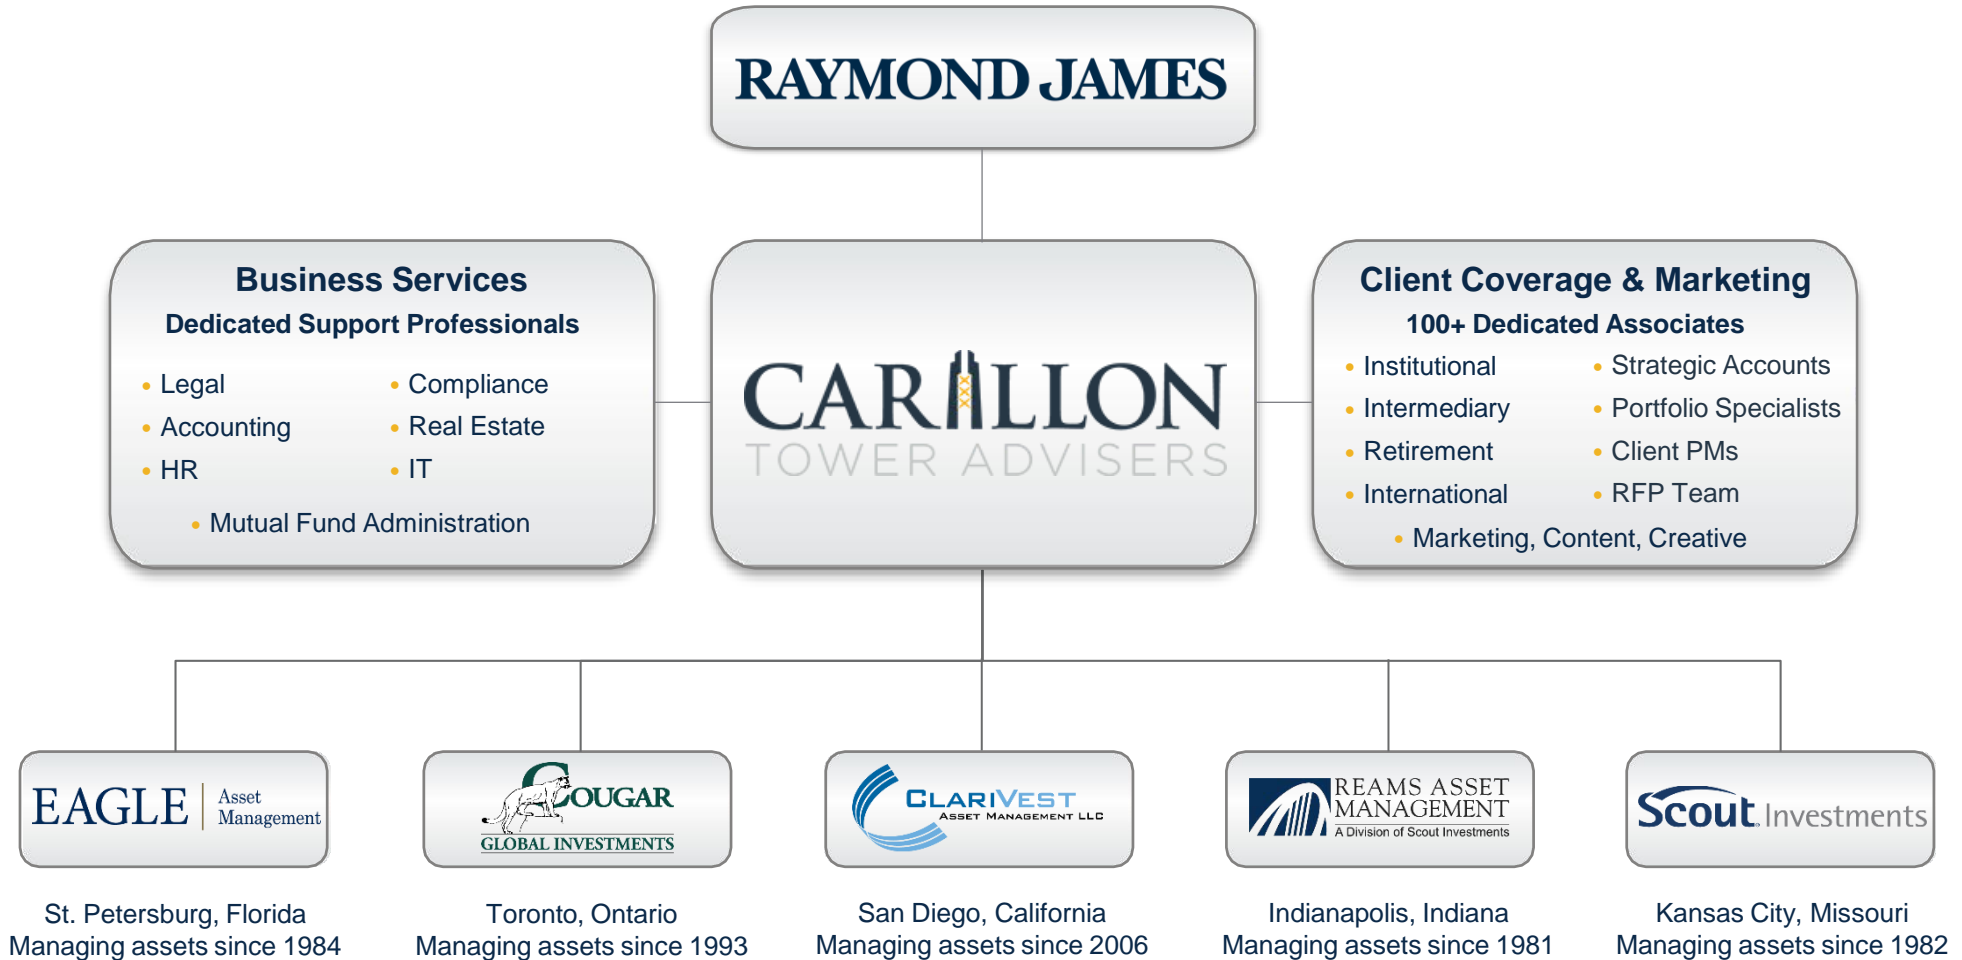 RAYMOND JAMES
Business Services
Dedicated Support Professionals
• Legal
• Compliance
• Accounting
• Real Estate
• HR
• IT
• Mutual Fund Administration
CARILLON
TOWER ADVISERS
Client Coverage & Marketing
100+ Dedicated Associates
• Institutional
• Strategic Accounts
• Intermediary
• Portfolio Specialists
• Retirement
• Client PMs
• International
• RFP Team
• Marketing, Content, Creative
EAGLE
Asset
Management
St. Petersburg, Florida
Managing assets since 1984
COUGAR
GLOBAL INVESTMENTS
Toronto, Ontario
Managing assets since 1993
CLARIVEST
ASSET MANAGEMENT LLC
San Diego, California
Managing assets since 2006
REAMS ASSET
MANAGEMENT
A Division of Scout Investments
Indianapolis, Indiana
Managing assets since 1981
Scout Investments
Kansas City, Missouri
Managing assets since 1982